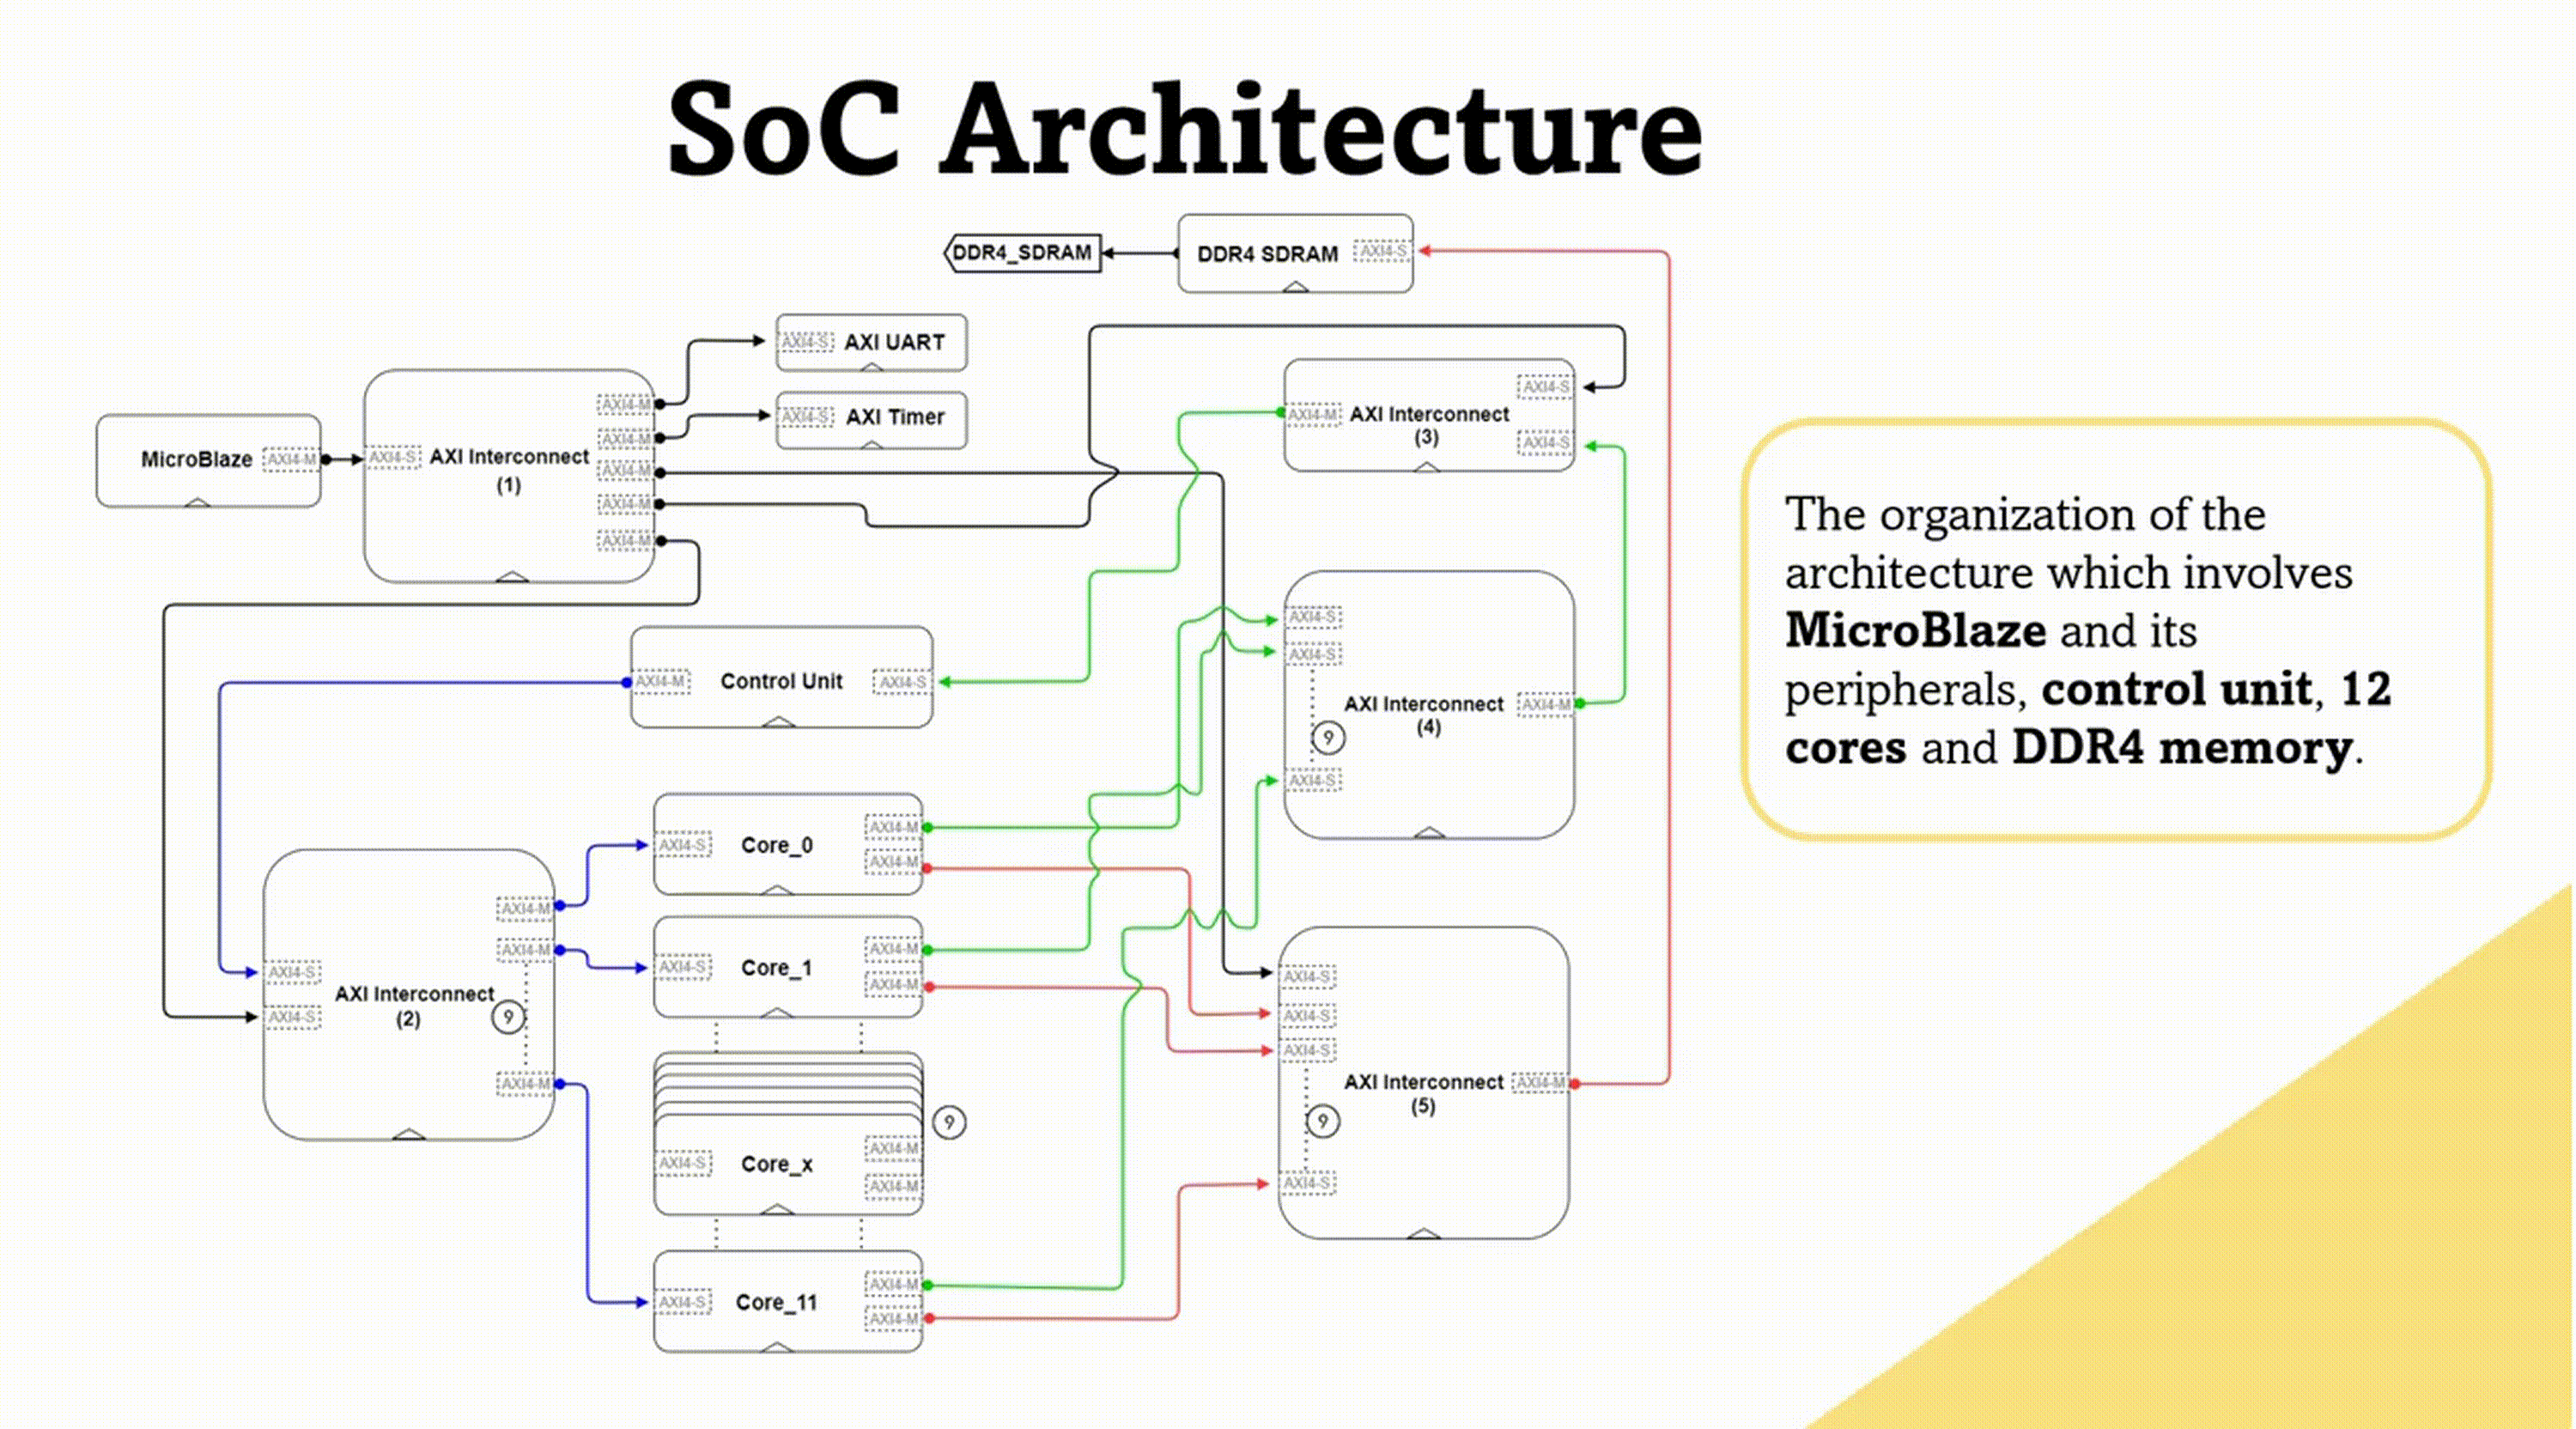 SoC Architecture
DDR4_SDRAM
DDR4 SDRAM
AXI4-S
AXI4-S
AXI UART
AXI4-S
AXI Timer
MicroBlaze
AXI4-M
AXI4-S
AXI Interconnect
(1)
AXI4-M
AXI4-M
AXI4-M
AXI4-M
AXI4-M
AXI4-M
AXI Interconnect
(3)
AXI4-S
AXI4-S
AXI4-M
Control Unit
AXI4-S
AXI4-S
AXI4-S
9
AXI4-S
AXI Interconnect
(4)
AXI4-M
AXI4-S
AXI4-S
AXI Interconnect
(2)
9
AXI4-M
AXI4-M
AXI4-M
AXI4-S
Core_0
AXI4-M
AXI4-M
AXI4-S
Core_1
AXI4-M
AXI4-M
AXI4-S
Core_x
AXI4-M
AXI4-M
9
AXI4-S
Core_11
AXI4-M
AXI4-M
AXI4-S
AXI4-S
AXI4-S
9
AXI4-S
AXI Interconnect
(5)
AXI4-M
The organization of the
architecture which involves
MicroBlaze and its
peripherals, control unit, 12
cores and DDR4 memory.